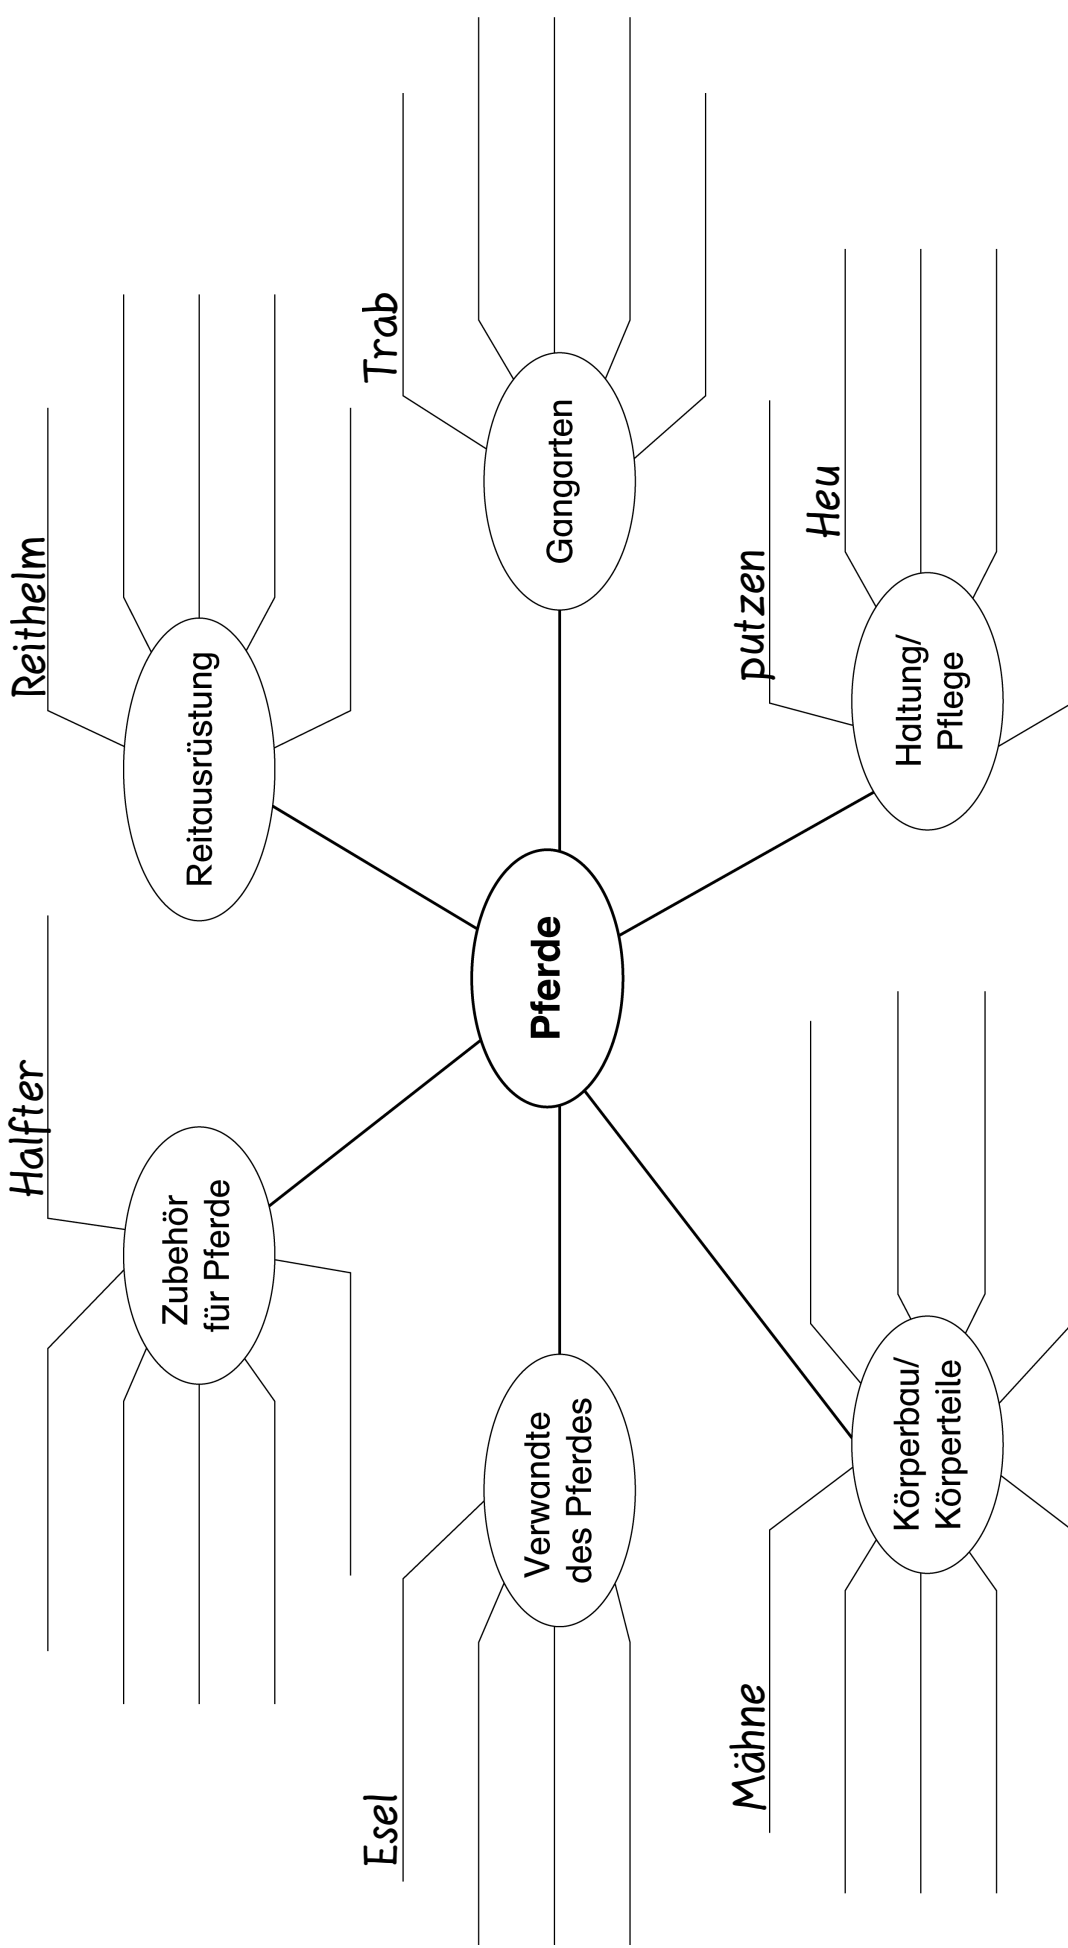 Halfter
Reithelm
Zubehör
für Pferde
Reitausrüstung
Esel
Trab
Verwandte
des Pferdes
Pferde
Gangarten
Mähne
putzen
Heu
Körperbau/
Körperteile
Haltung/
Pflege